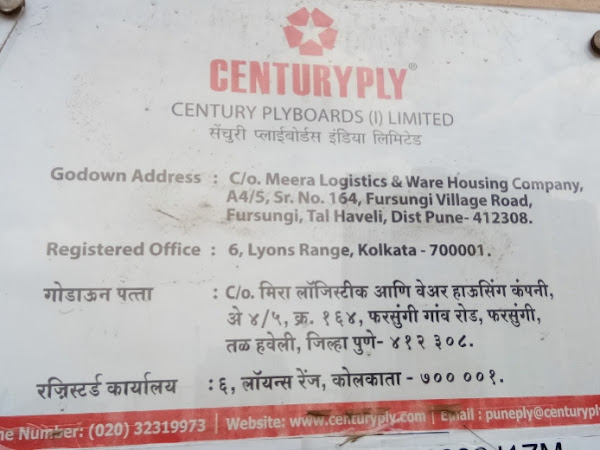 CENTURYPLY®
CENTURY PLYBOARDS (I) LIMITED
सेंचुरी प्लाईबोर्डस इंडिया लिमिटेड
Godown Address : C/o. Meera Logistics & Ware Housing Company,
A4/5, Sr. No. 164, Fursungi Village Road,
Fursungi, Tal Haveli, Dist Pune- 412308.
Registered Office : 6, Lyons Range, Kolkata - 700001.
गोडाऊन पत्ता : C/o. मिरा लॉजिस्टीक आणि वेअर हाऊसिंग कंपनी,
अे ४/५, क्र. १६४, फरसुंगी गांव रोड, फरसुंगी,
तळ हवेली, जिल्हा पुणे- ४१२ ३०८.
रजिस्टर्ड कार्यालय : ६, लॉयन्स रेंज, कोलकाता - ७०० ००१.
ne Number: (020) 32319973 | Website: www.centuryply.com | Email : puneply@centurypl